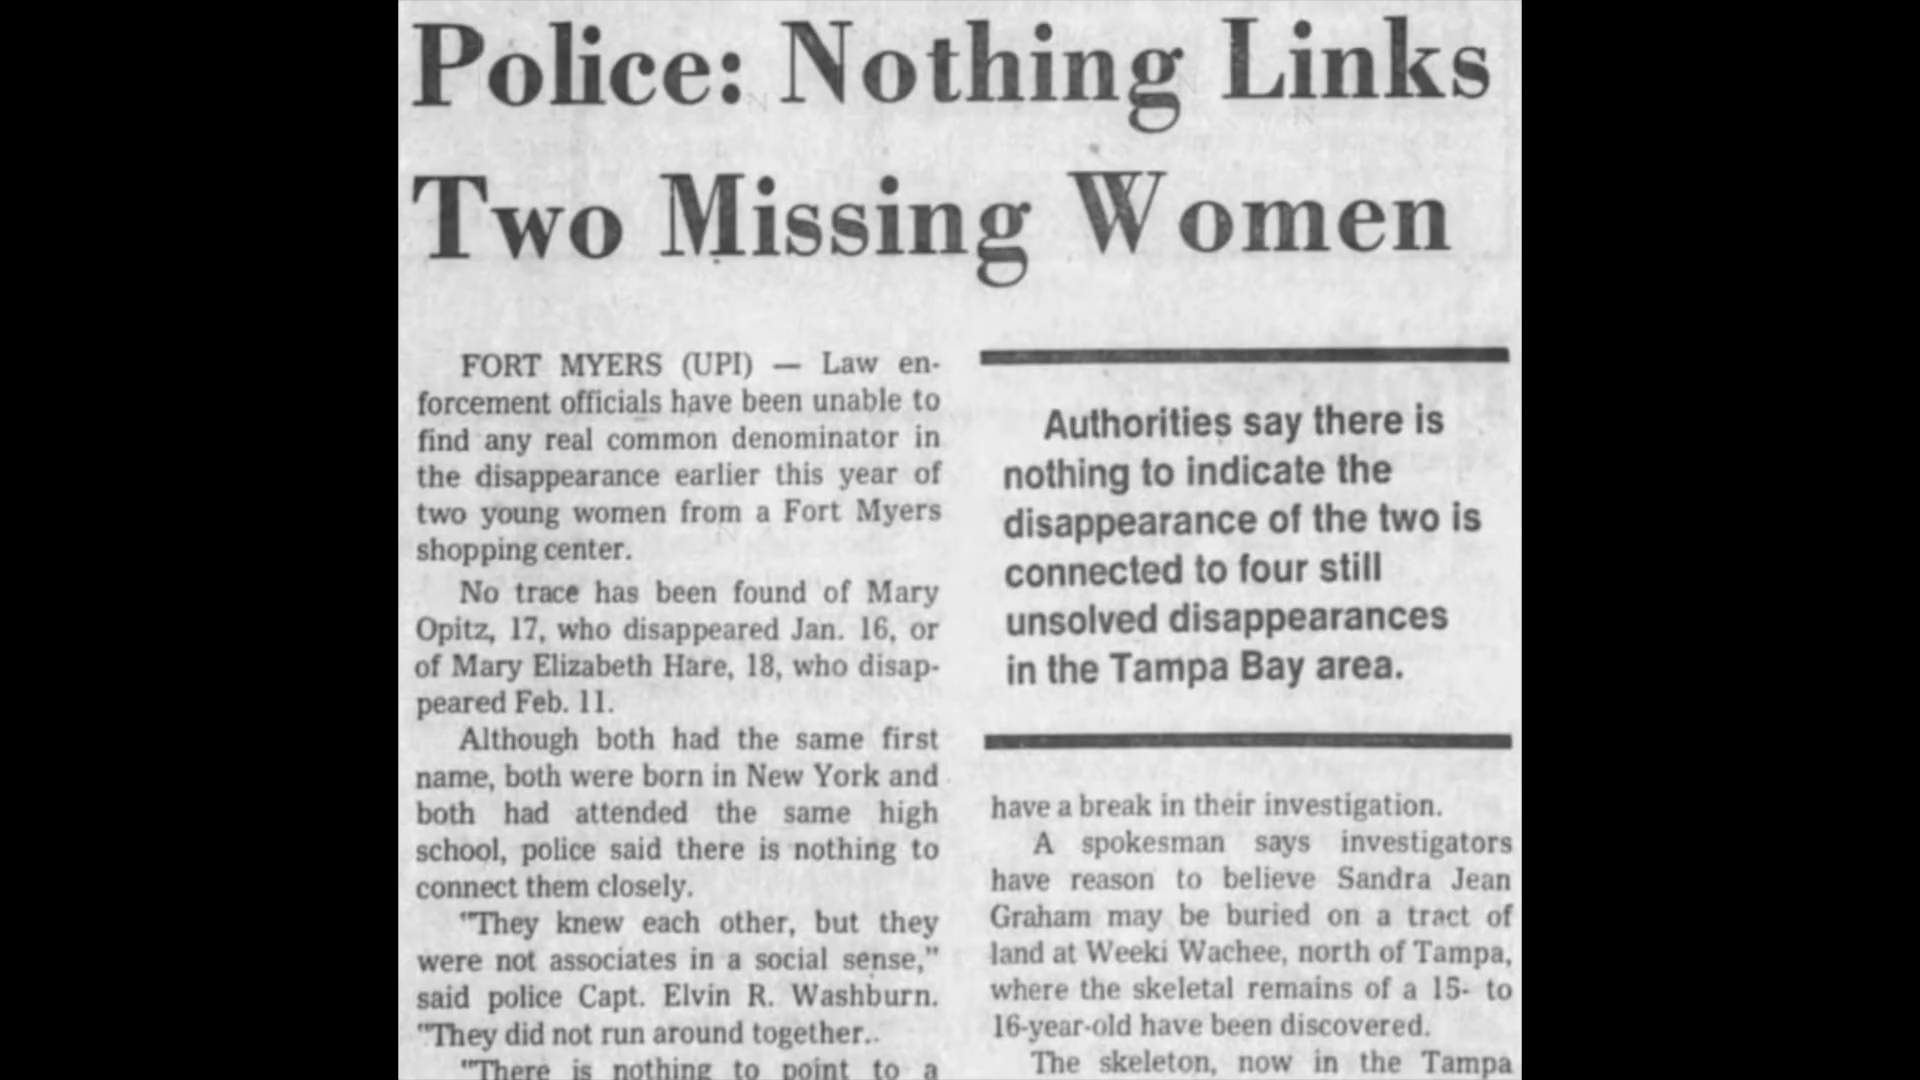 Police: Nothing Links
Two Missing Women
FORT MYERS (UPI) — Law en-
forcement officials have been unable to
find any real common denominator in
the disappearance earlier this year of
two young women from a Fort Myers
shopping center.
No trace has been found of Mary
Opitz, 17, who disappeared Jan. 16, or
of Mary Elizabeth Hare, 18, who disap-
peared Feb. 11.
Although both had the same first
name, both were born in New York and
both had attended the same high
school, police said there is nothing to
connect them closely.
"They knew each other, but they
were not associates in a social sense,"
said police Capt. Elvin R. Washburn.
"They did not run around together.
"There is nothing to point to a
Authorities say there is
nothing to indicate the
disappearance of the two is
connected to four still
unsolved disappearances
in the Tampa Bay area.
have a break in their investigation.
A spokesman says investigators
have reason to believe Sandra Jean
Graham may be buried on a tract of
land at Weeki Wachee, north of Tampa,
where the skeletal remains of a 15- to
16-year-old have been discovered.
The skeleton, now in the Tampa